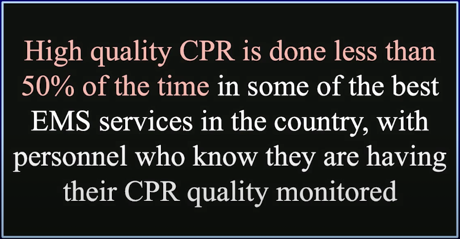 High quality CPR is done less than
50% of the time in some of the best
EMS services in the country, with
personnel who know they are having
their CPR quality monitored